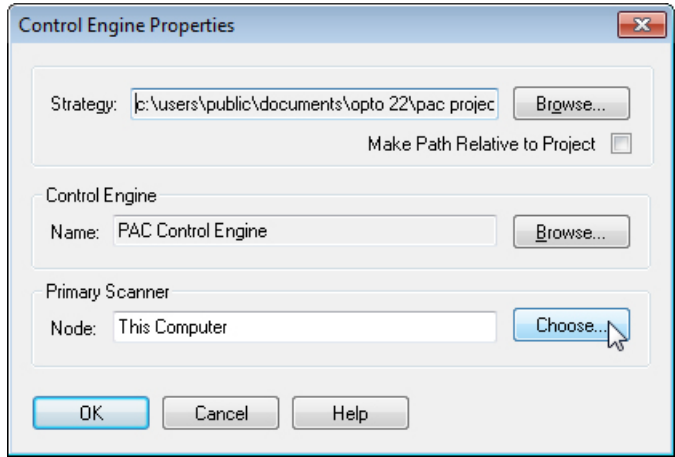 Control Engine Properties
Strategy: c:\users\public\documents\opto 22\pac projec Browse...
Make Path Relative to Project
Control Engine
Name: PAC Control Engine Browse...
Primary Scanner
Node: This Computer Choose...
OK Cancel Help